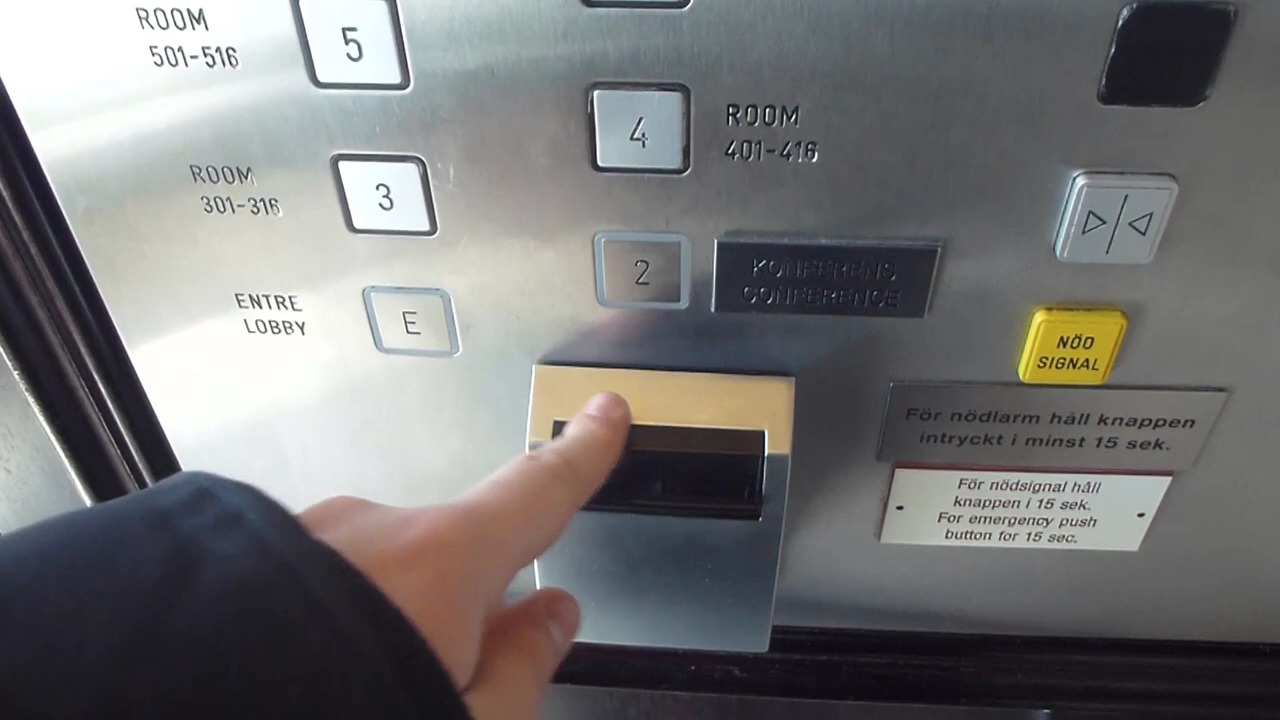 ROOM
501-516
5
4
ROOM
401-416
ROOM
301-316
3
2
KONFERENS
CONFERENCE
ENTRE
LOBBY
E
NÖD
SIGNAL
För nödlarm håll knappen
intryckt i minst 15 sek.
För nödsignal håll
knappen i 15 sek.
For emergency push
button for 15 sec.